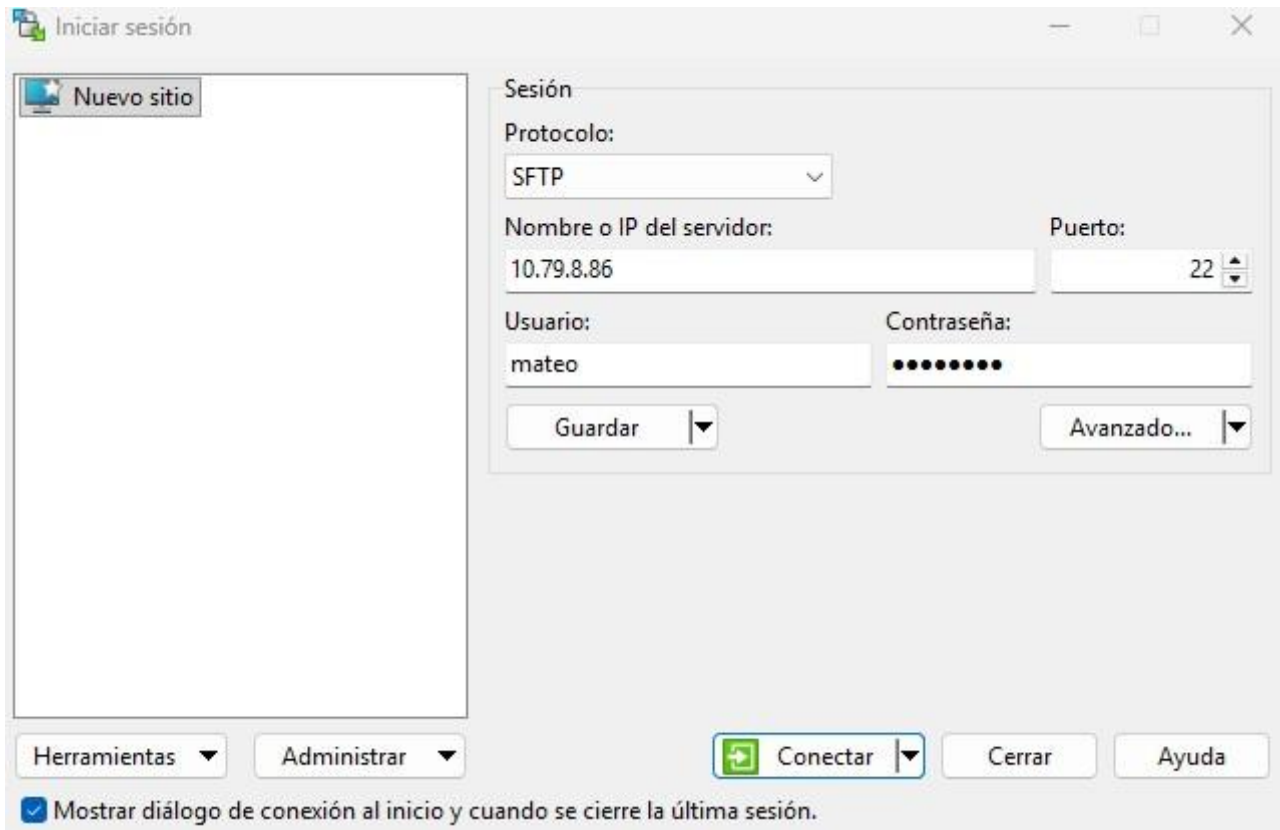 Iniciar sesión
Nuevo sitio
Sesión
Protocolo:
SFTP
Nombre o IP del servidor: Puerto:
10.79.8.86 22
Usuario: Contraseña:
mateo ••••••••
Guardar Avanzado...
Herramientas Administrar Conectar Cerrar Ayuda
Mostrar diálogo de conexión al inicio y cuando se cierre la última sesión.